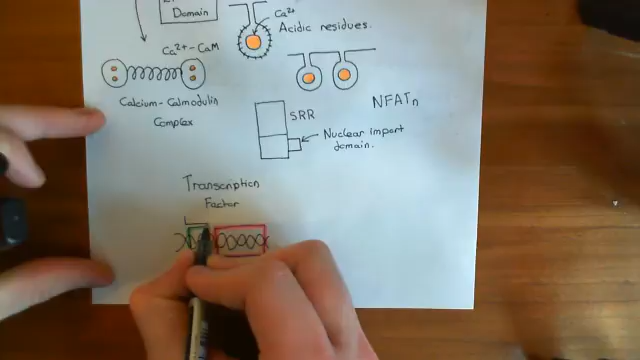 Domain
Ca²⁺
Acidic residues.
Ca²⁺-CaM
Calcium-Calmodulin
Complex
SRR
NFATn
Nuclear import
domain.
Transcription
Factor